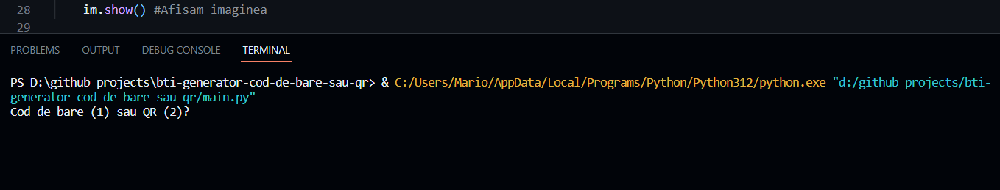 28 im.show() #Afisam imaginea
29
PROBLEMS OUTPUT DEBUG CONSOLE TERMINAL
PS D:\github projects\bti-generator-cod-de-bare-sau-qr> & C:/Users/Mario/AppData/Local/Programs/Python/Python312/python.exe "d:/github projects/bti-
generator-cod-de-bare-sau-qr/main.py"
Cod de bare (1) sau QR (2)?